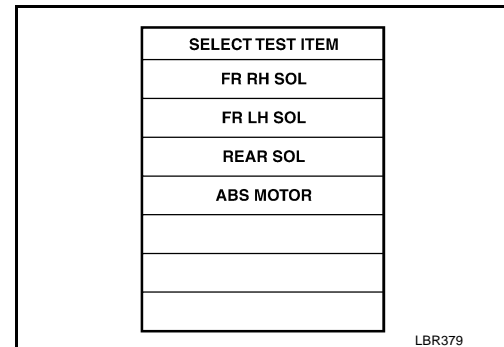 SELECT TEST ITEM
FR RH SOL
FR LH SOL
REAR SOL
ABS MOTOR
LBR379